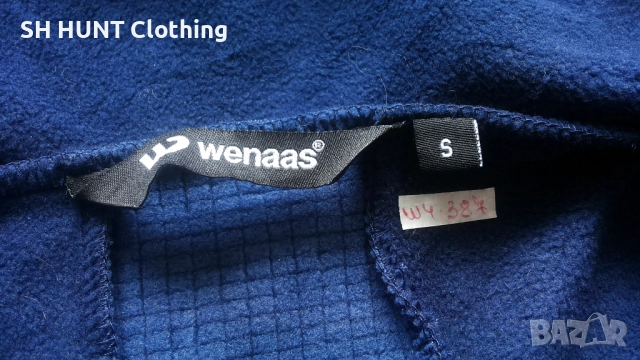 SH HUNT Clothing
wenaas®
S
W4.387
BAZAR